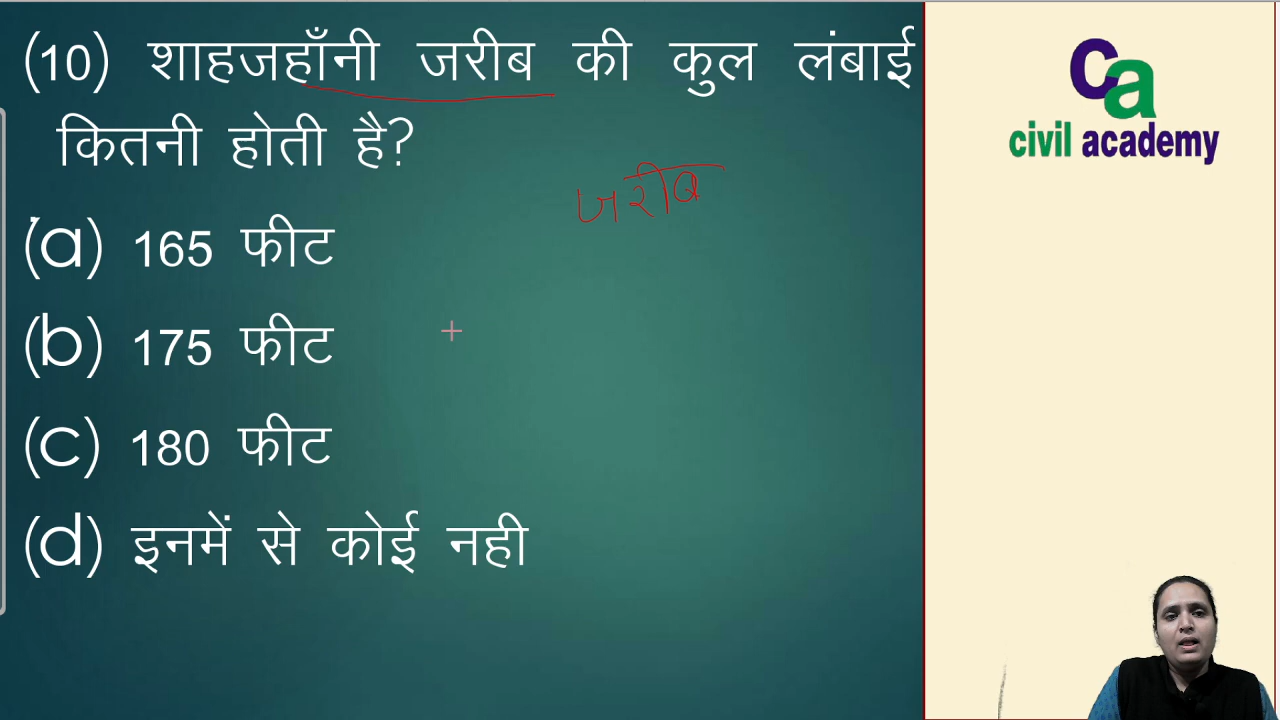 (10) शाहजहाँनी जरीब की कुल लंबाई
कितनी होती है?
जरीब
(a) 165 फीट
(b) 175 फीट
(c) 180 फीट
(d) इनमें से कोई नही
ca
civil academy